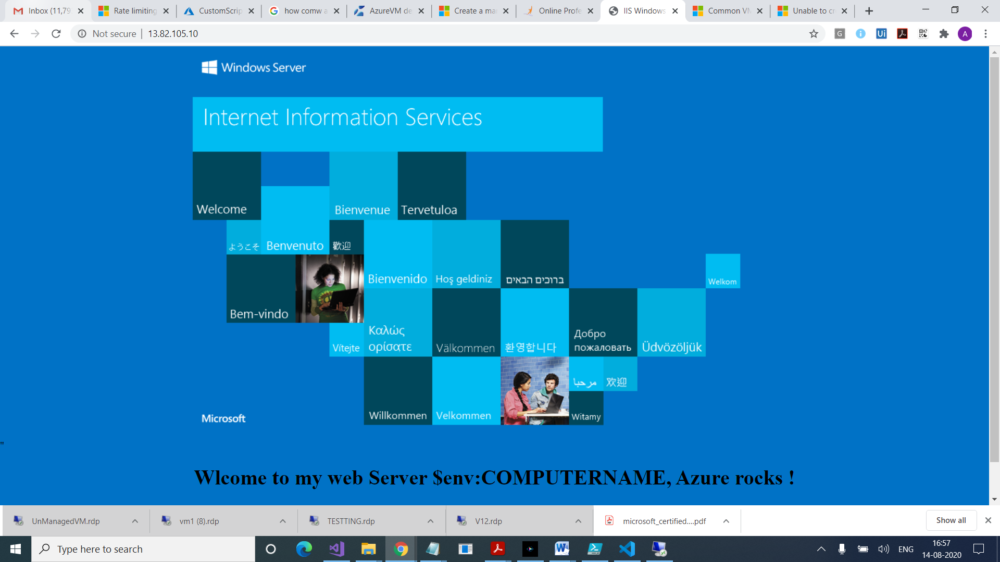 Inbox (11,79
Rate limiting
CustomScrip
how comw a
AzureVM de
Create a ma
Online Profe
IIS Windows
Common VM
Unable to cr
Not secure
13.82.105.10
G
Ui
A
Windows Server
Internet Information Services
Welcome
Bienvenue
Tervetuloa
ようこそ
Benvenuto
歡迎
Bienvenido
Hoş geldiniz
ברוכים הבאים
Welkom
Bem-vindo
Vítejte
Καλώς
ορίσατε
Välkommen
환영합니다
Добро
пожаловать
Üdvözöljük
مرحبا
欢迎
Willkommen
Velkommen
Witamy
Microsoft
"
Wlcome to my web Server $env:COMPUTERNAME, Azure rocks !
UnManagedVM.rdp
vm1 (8).rdp
TESTTING.rdp
V12.rdp
microsoft_certified....pdf
Show all
Type here to search
ENG
16:57
14-08-2020